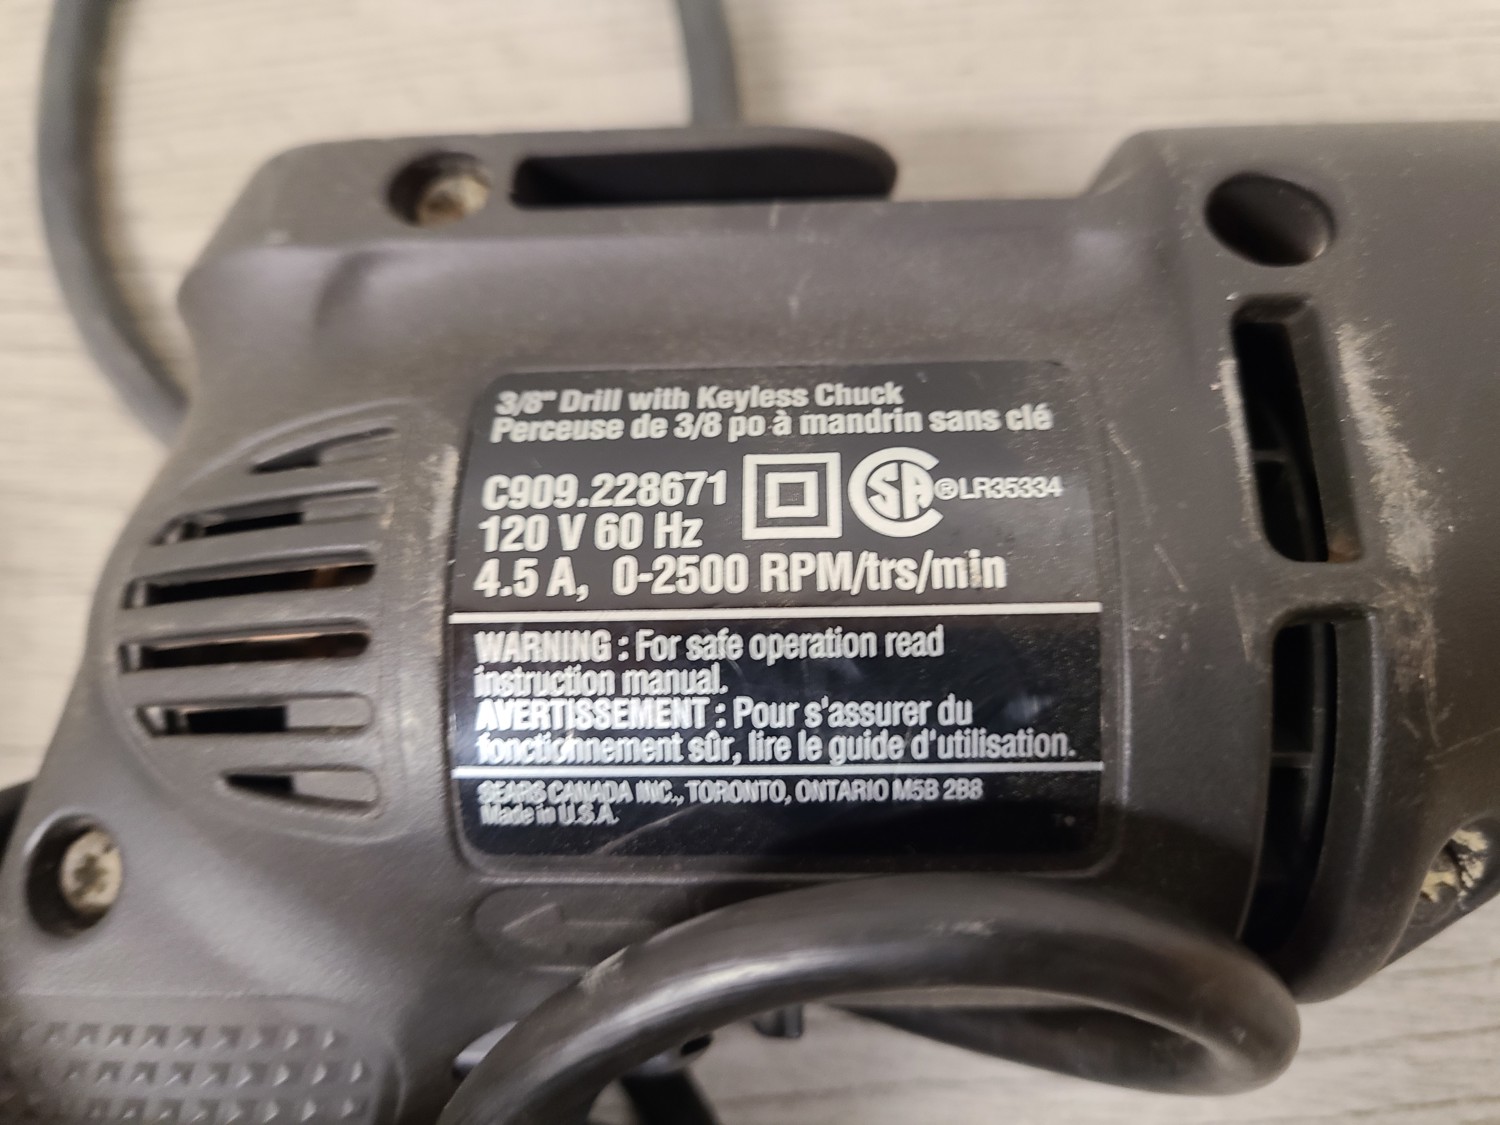 3/8" Drill with Keyless Chuck
Perceuse de 3/8 po à mandrin sans clé
C909.228671
120 V 60 Hz
SA ® LR35334
4.5 A, 0-2500 RPM/trs/min
WARNING : For safe operation read
instruction manual.
AVERTISSEMENT : Pour s'assurer du
fonctionnement sûr, lire le guide d'utilisation.
SEARS CANADA INC., TORONTO, ONTARIO M5B 2B8
Made in U.S.A.